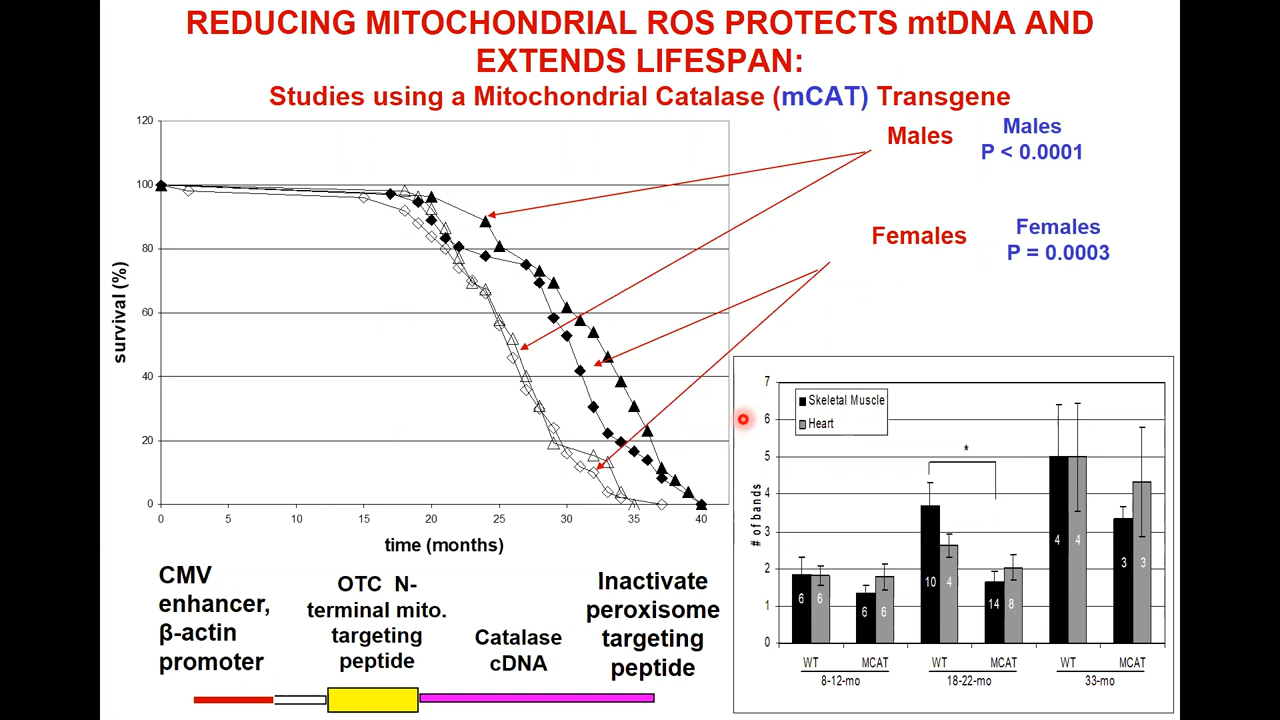 REDUCING MITOCHONDRIAL ROS PROTECTS mtDNA AND
EXTENDS LIFESPAN:
Studies using a Mitochondrial Catalase (mCAT) Transgene
120
100
80
60
40
20
0
survival (%)
0 5 10 15 20 25 30 35 40
time (months)
Males
Males
P < 0.0001
Females
Females
P = 0.0003
7
6
5
4
3
2
1
0
# of bands
Skeletal Muscle
Heart
*
6 6 6 6 10 4 14 8 4 4 3 3
WT MCAT WT MCAT WT MCAT
8-12-mo 18-22-mo 33-mo
CMV
enhancer,
β-actin
promoter
OTC N-
terminal mito.
targeting
peptide
Catalase
cDNA
Inactivate
peroxisome
targeting
peptide